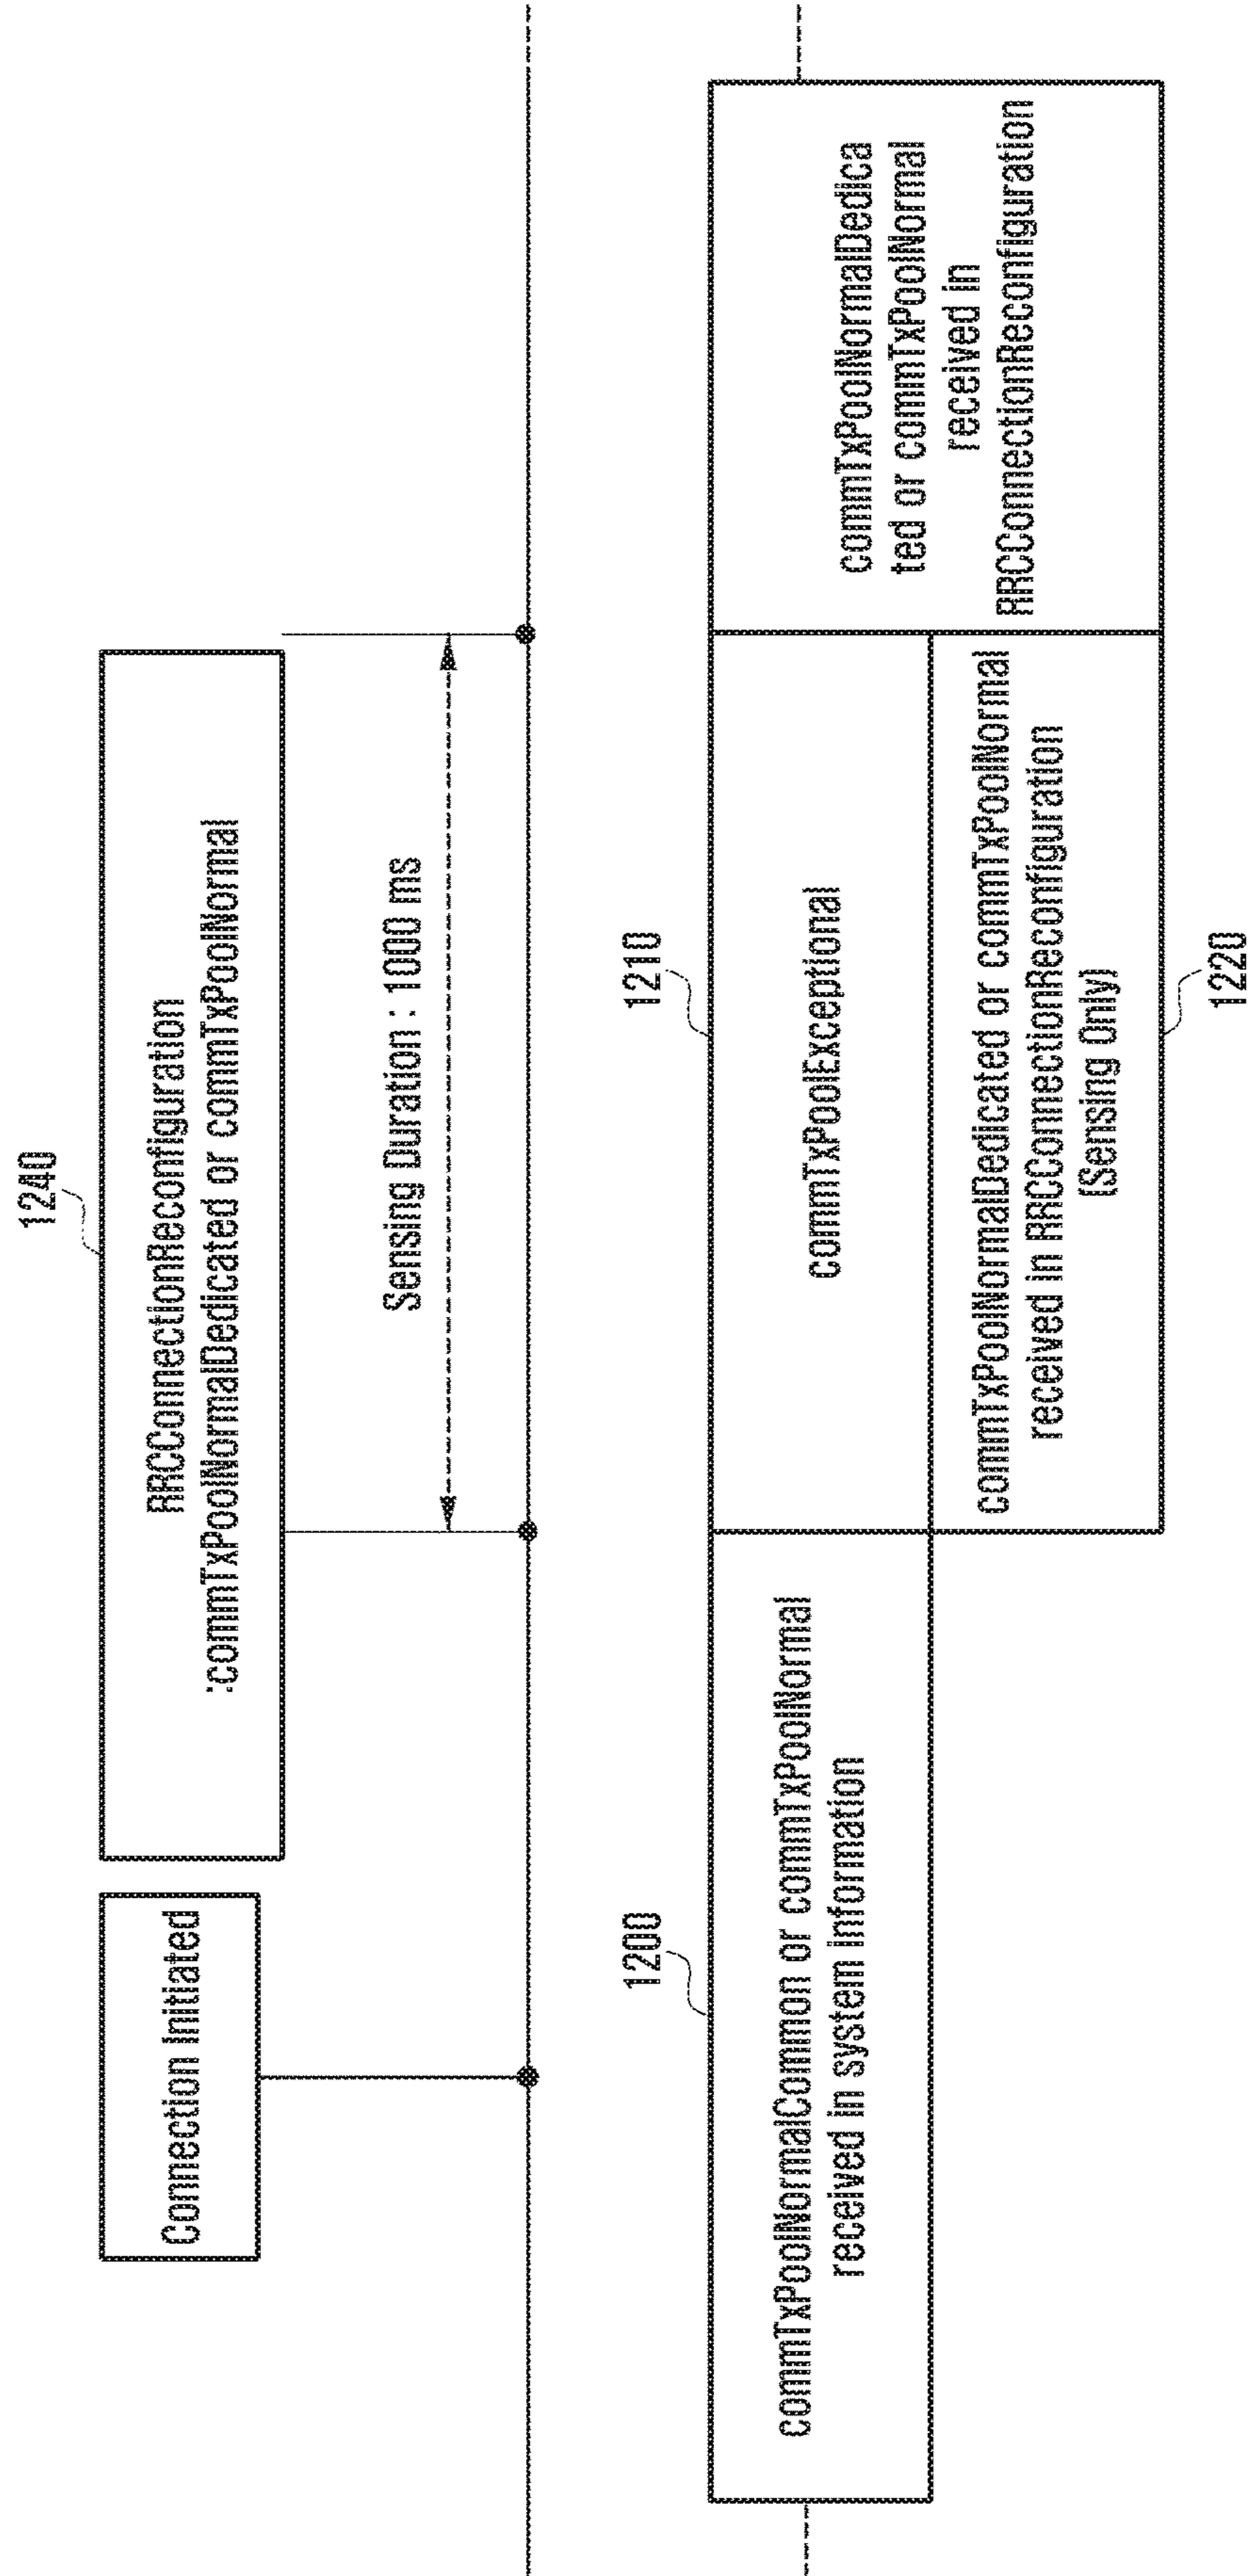 Connection Initiated
1240
RRCConnectionReconfiguration
:commTxPoolNormalDedicated or commTxPoolNormal
Sensing Duration : 1000 ms
1200
commTxPoolNormalCommon or commTxPoolNormal
received in system information
1210
commTxPoolExceptional
commTxPoolNormalDedicated or commTxPoolNormal
received in RRCConnectionReconfiguration
(Sensing Only)
1220
commTxPoolNormalDedica
ted or commTxPoolNormal
received in
RRCConnectionReconfiguration